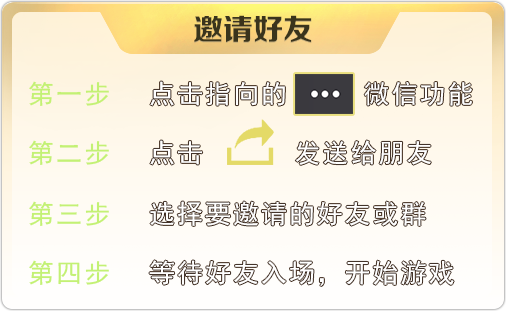 邀请好友
第一步 点击指向的 ••• 微信功能
第二步 点击 发送给朋友
第三步 选择要邀请的好友或群
第四步 等待好友入场，开始游戏